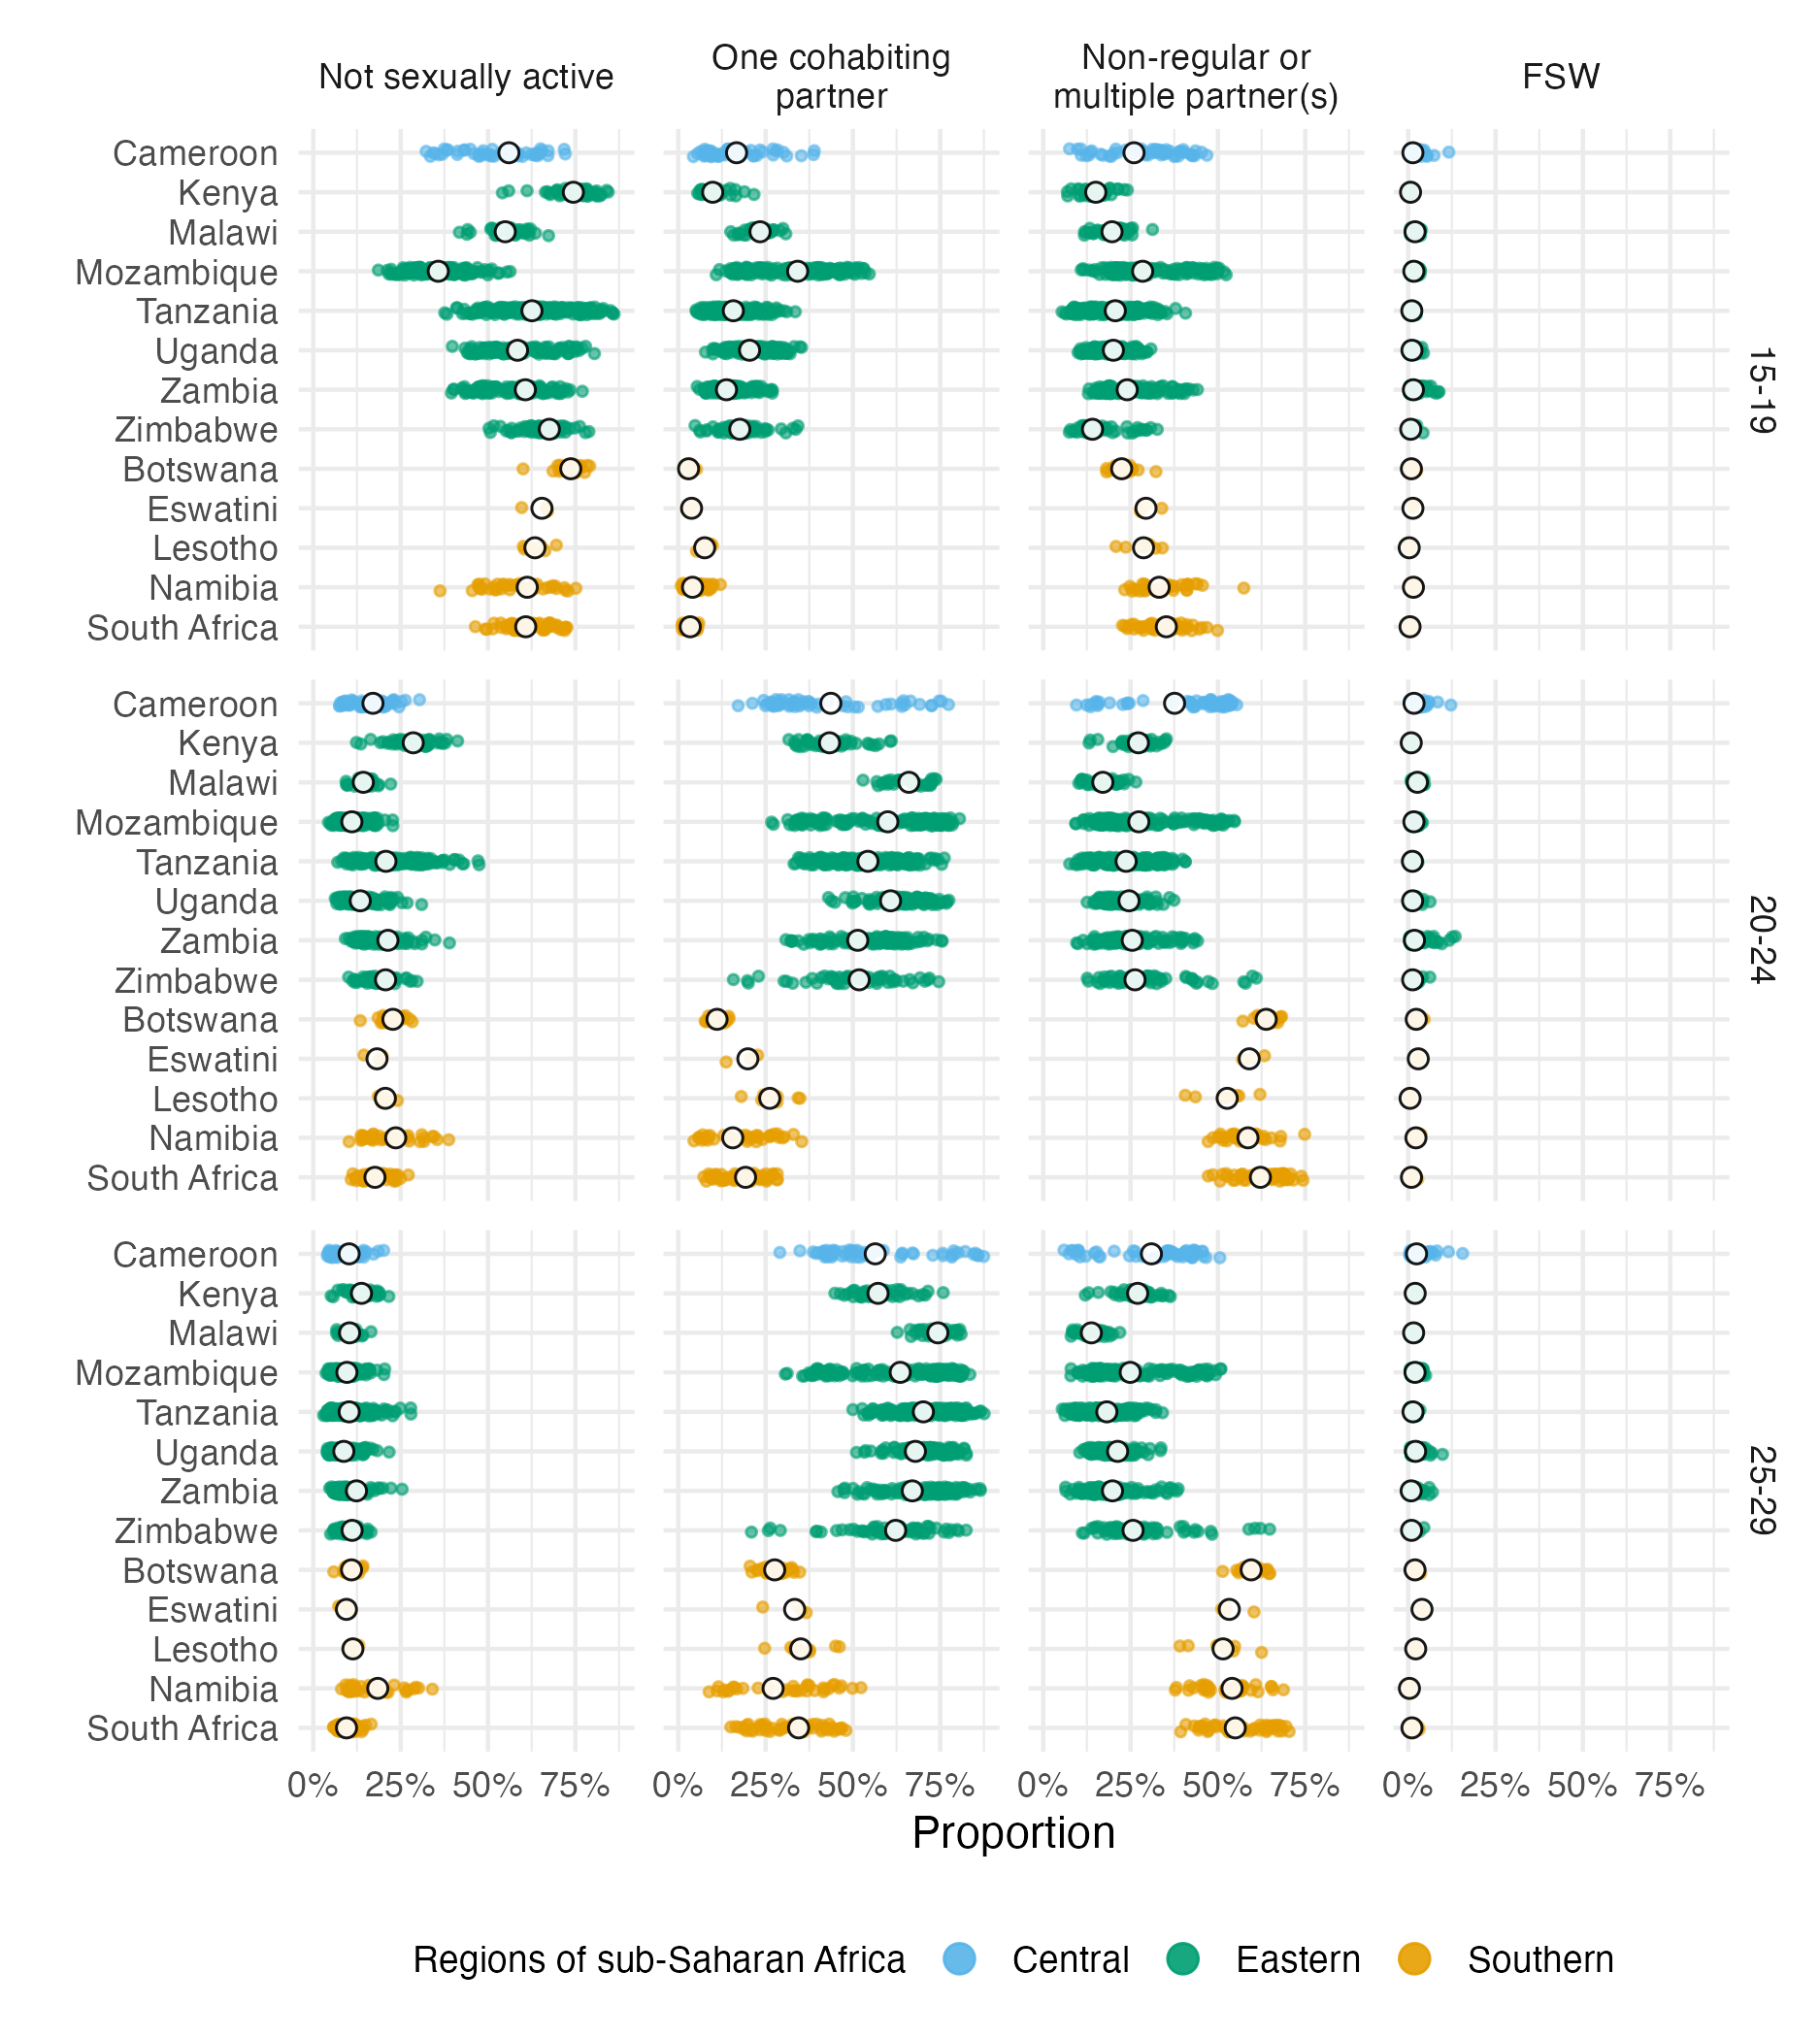 Not sexually active
One cohabiting
partner
Non-regular or
multiple partner(s)
FSW
Cameroon
Kenya
Malawi
Mozambique
Tanzania
Uganda
Zambia
Zimbabwe
Botswana
Eswatini
Lesotho
Namibia
South Africa
15-19
Cameroon
Kenya
Malawi
Mozambique
Tanzania
Uganda
Zambia
Zimbabwe
Botswana
Eswatini
Lesotho
Namibia
South Africa
20-24
Cameroon
Kenya
Malawi
Mozambique
Tanzania
Uganda
Zambia
Zimbabwe
Botswana
Eswatini
Lesotho
Namibia
South Africa
25-29
0% 25% 50% 75% 0% 25% 50% 75% 0% 25% 50% 75% 0% 25% 50% 75%
Proportion
Regions of sub-Saharan Africa Central Eastern Southern